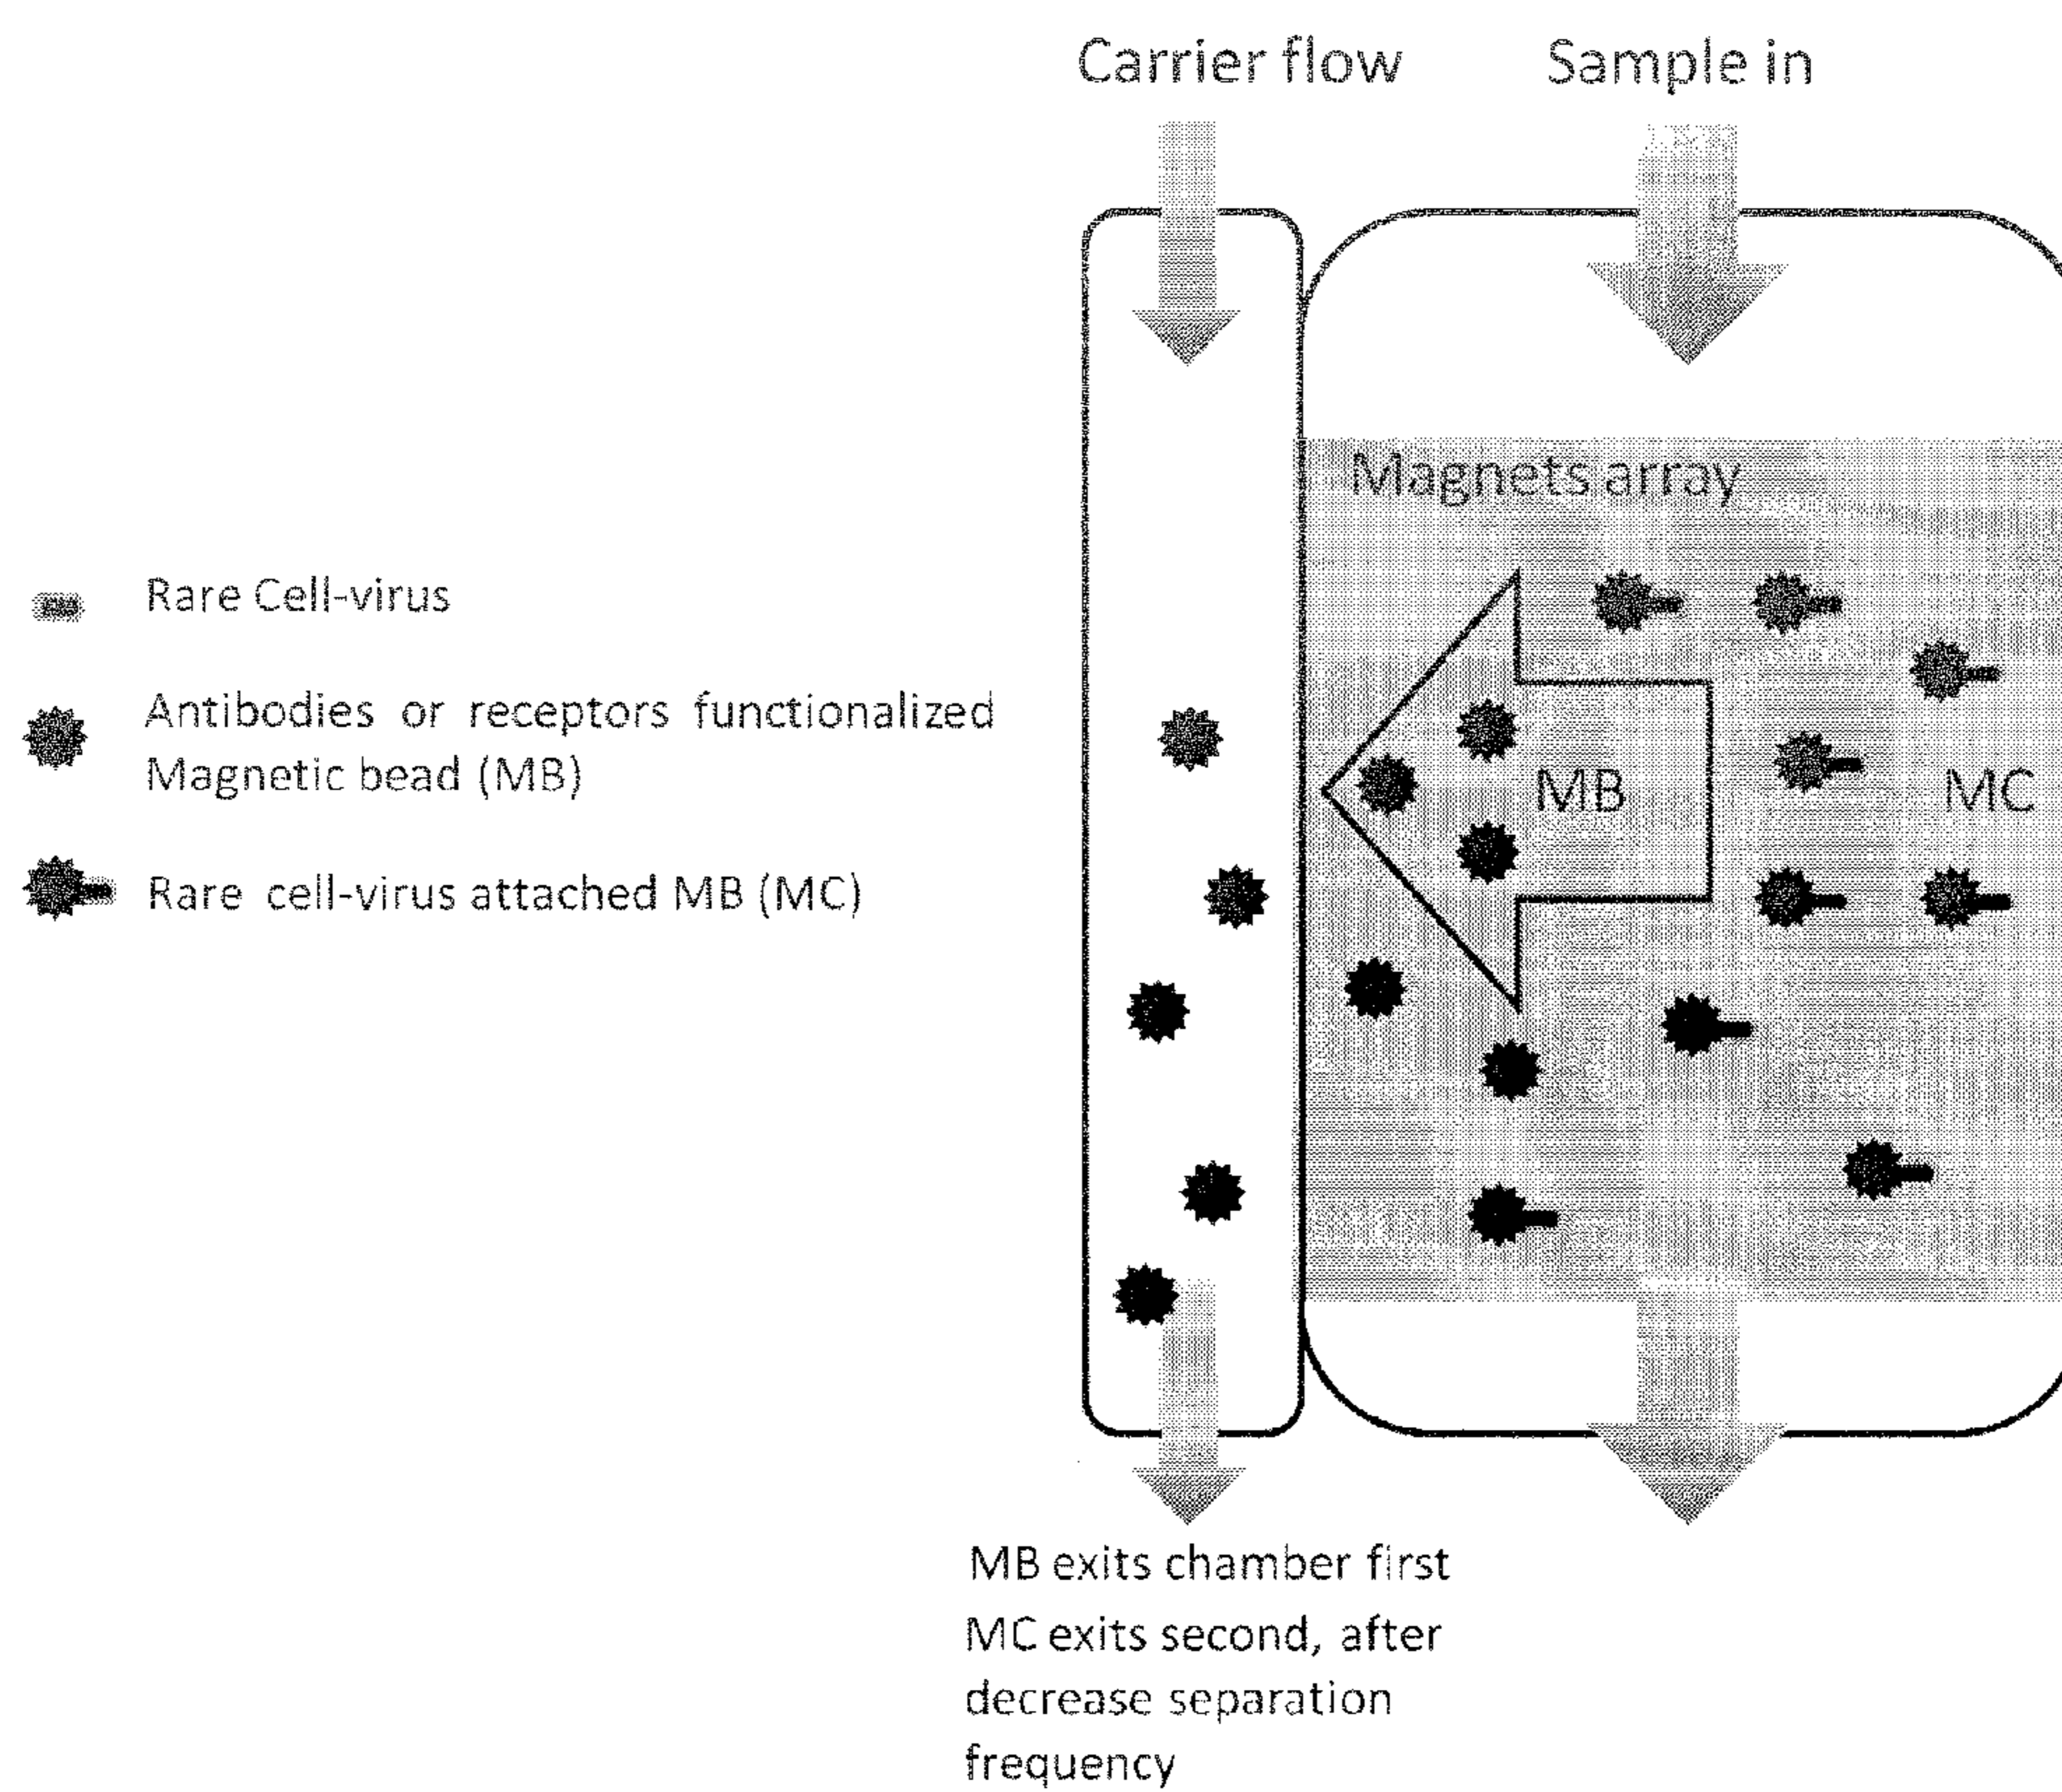 Carrier flow
Sample in
Magnets array
Rare Cell-virus
Antibodies or receptors functionalized
Magnetic bead (MB)
Rare cell-virus attached MB (MC)
MB
MC
MB exits chamber first
MC exits second, after
decrease separation
frequency